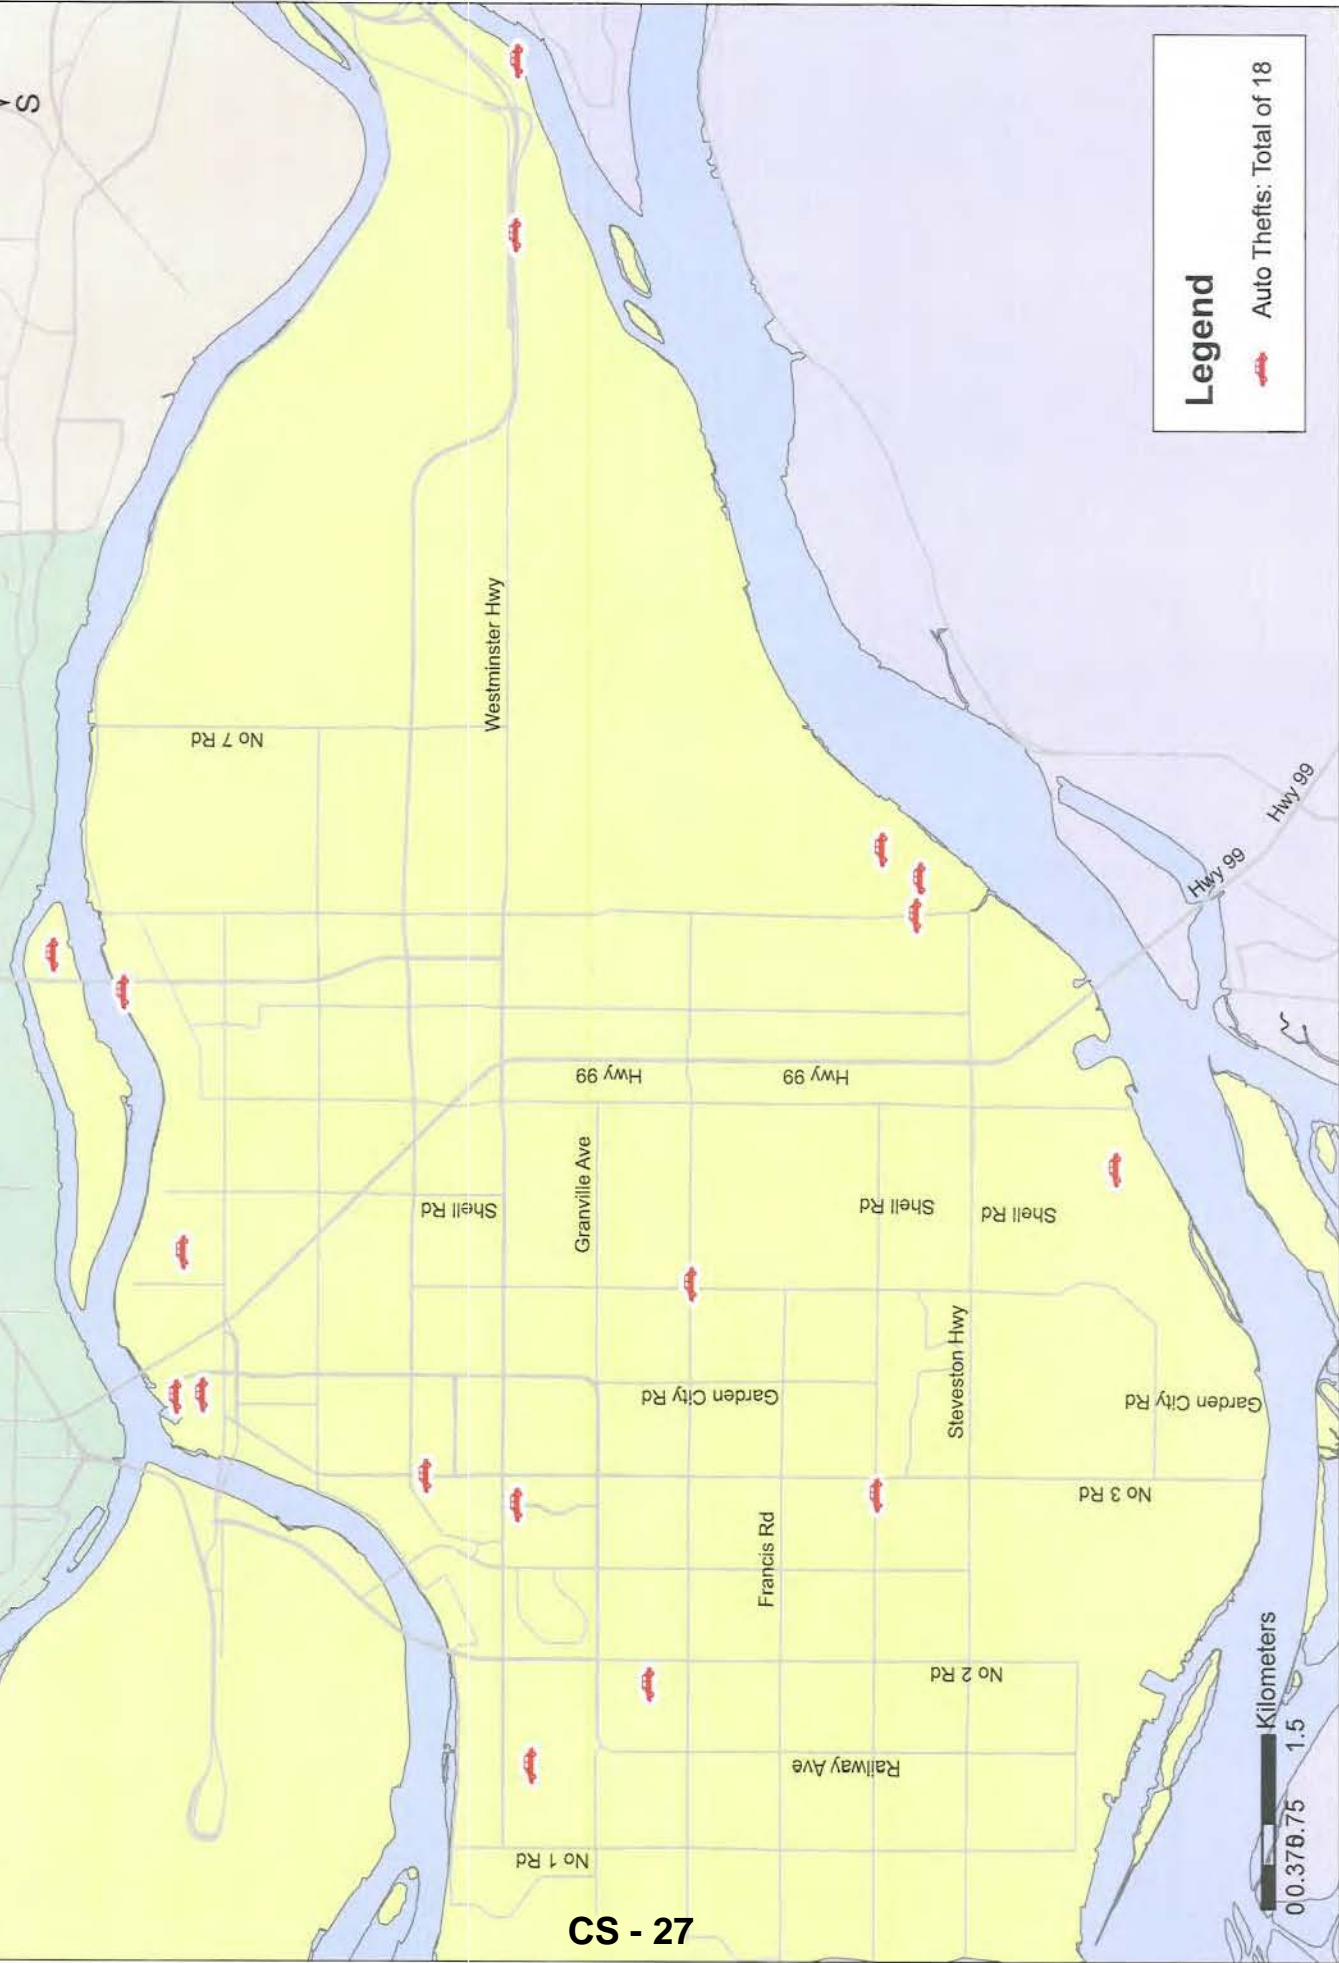 S
No 7 Rd
Westminster Hwy
Hwy 99
Hwy 99
Hwy 99
Hwy 99
Granville Ave
Shell Rd
Shell Rd
Shell Rd
Garden City Rd
Garden City Rd
Steveston Hwy
No 3 Rd
Francis Rd
No 2 Rd
Railway Ave
No 1 Rd
Legend
Auto Thefts: Total of 18
Kilometers
0 0.375 0.75 1.5
CS - 27